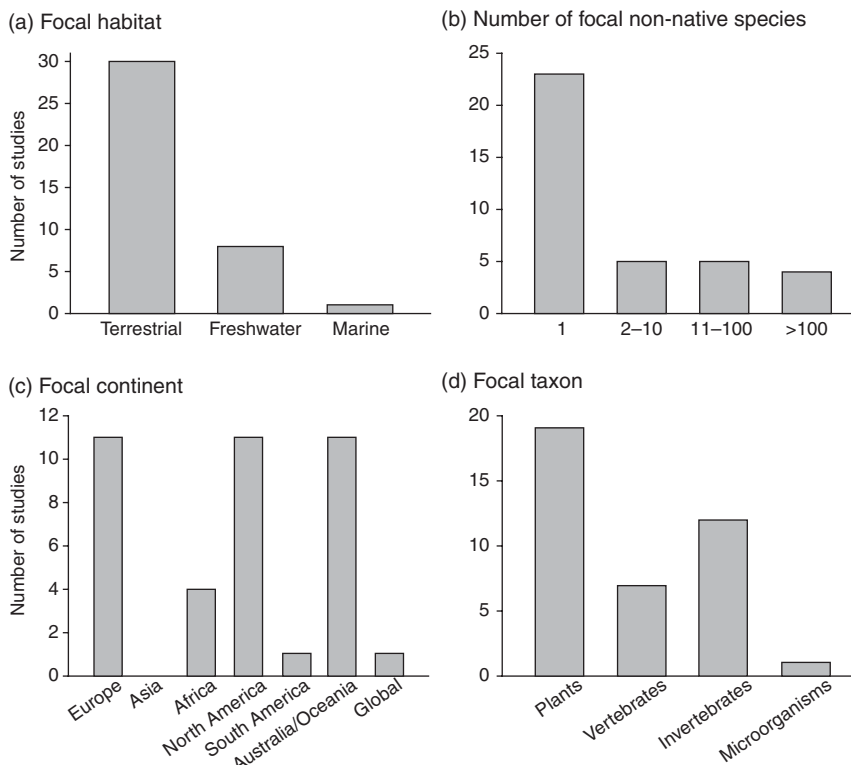 (a) Focal habitat
Number of studies
30
25
20
15
10
5
0
Terrestrial Freshwater Marine
(b) Number of focal non-native species
25
20
15
10
5
0
1 2–10 11–100 >100
(c) Focal continent
Number of studies
12
10
8
6
4
2
0
Europe
Asia
Africa
North America
South America
Australia/Oceania
Global
(d) Focal taxon
20
15
10
5
0
Plants
Vertebrates
Invertebrates
Microorganisms